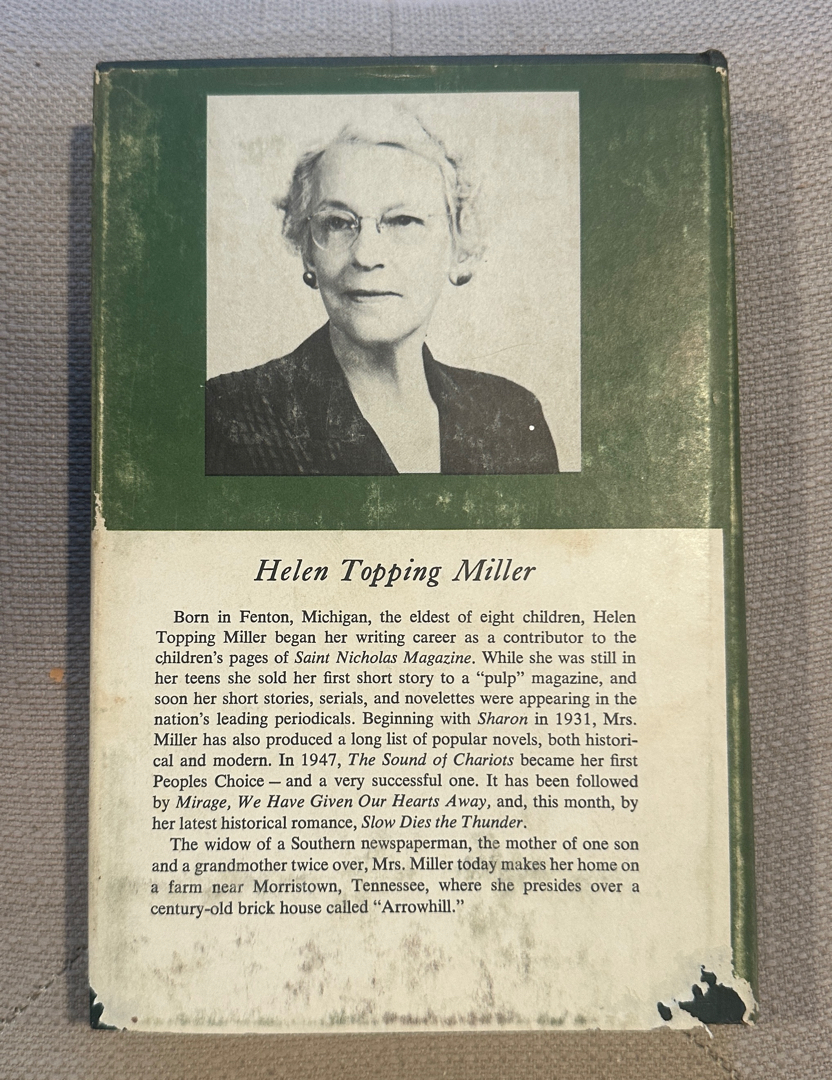 Helen Topping Miller
Born in Fenton, Michigan, the eldest of eight children, Helen
Topping Miller began her writing career as a contributor to the
children's pages of Saint Nicholas Magazine. While she was still in
her teens she sold her first short story to a “pulp” magazine, and
soon her short stories, serials, and novelettes were appearing in the
nation's leading periodicals. Beginning with Sharon in 1931, Mrs.
Miller has also produced a long list of popular novels, both histori-
cal and modern. In 1947, The Sound of Chariots became her first
Peoples Choice — and a very successful one. It has been followed
by Mirage, We Have Given Our Hearts Away, and, this month, by
her latest historical romance, Slow Dies the Thunder.
The widow of a Southern newspaperman, the mother of one son
and a grandmother twice over, Mrs. Miller today makes her home on
a farm near Morristown, Tennessee, where she presides over a
century-old brick house called “Arrowhill.”